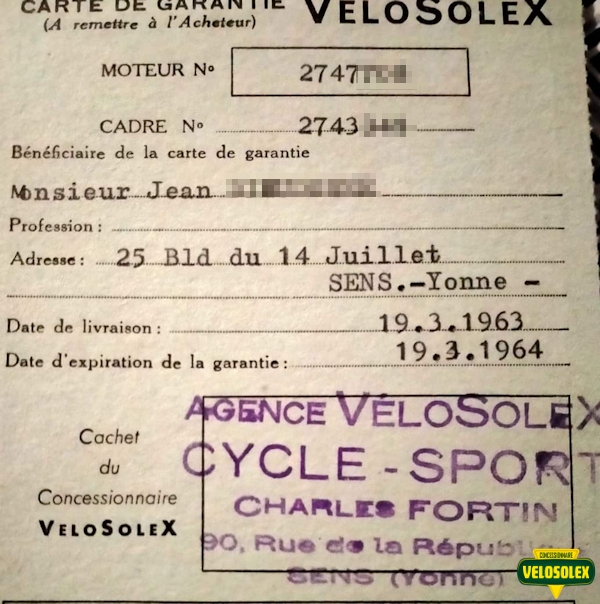 CARTE DE GARANTIE VELOSOLEX
(A remettre à l'Acheteur)
MOTEUR No 2747
CADRE No 2743
Bénéficiaire de la carte de garantie
Monsieur Jean
Profession :
Adresse : 25 Bld du 14 Juillet
SENS.-Yonne -
Date de livraison : 19.3.1963
Date d'expiration de la garantie : 19.3.1964
Cachet
du
Concessionnaire
VELOSOLEX
AGENCE VÉLOSOLEX
CYCLE - SPORT
CHARLES FORTIN
90, Rue de la République
SENS (Yonne)
CONCESSIONNAIRE
VELOSOLEX